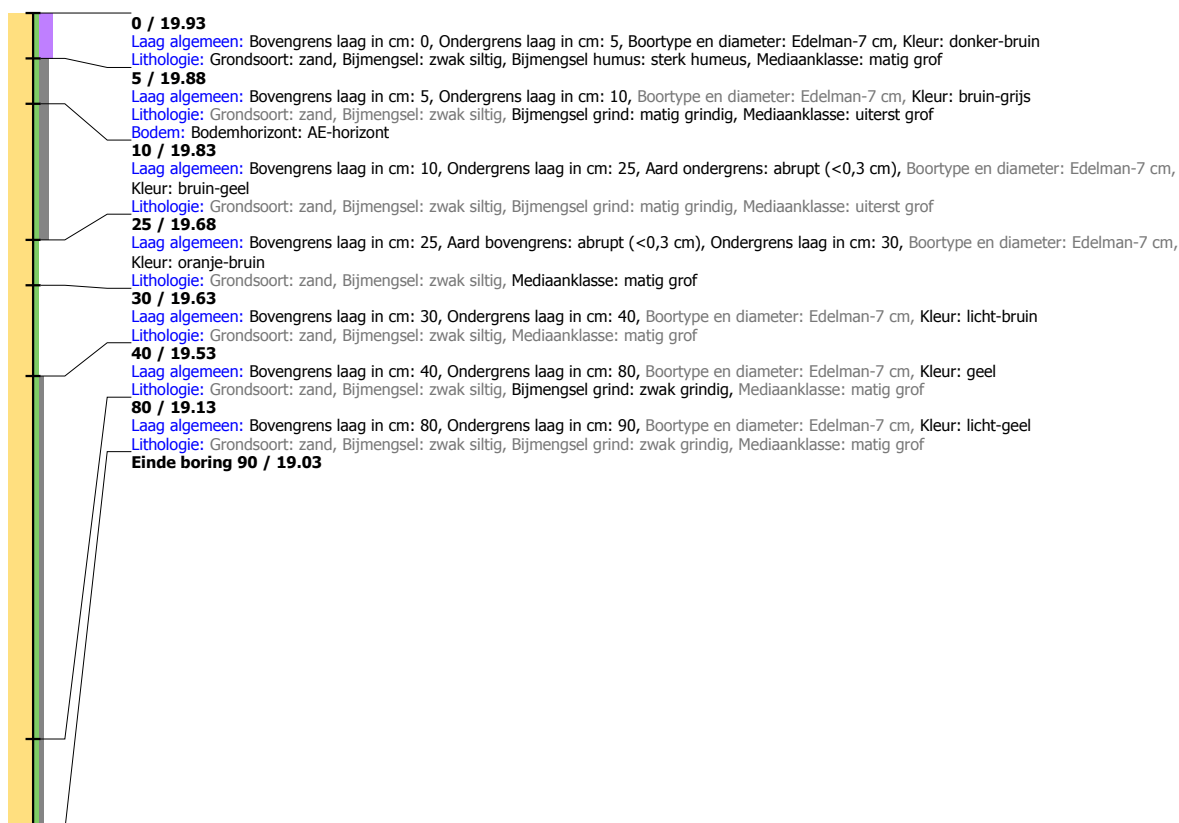 0 / 19.93
Laag algemeen: Bovengrens laag in cm: 0, Ondergrens laag in cm: 5, Boortype en diameter: Edelman-7 cm, Kleur: donker-bruin
Lithologie: Grondsoort: zand, Bijmengsel: zwak siltig, Bijmengsel humus: sterk humeus, Mediaanklasse: matig grof
5 / 19.88
Laag algemeen: Bovengrens laag in cm: 5, Ondergrens laag in cm: 10, Boortype en diameter: Edelman-7 cm, Kleur: bruin-grijs
Lithologie: Grondsoort: zand, Bijmengsel: zwak siltig, Bijmengsel grind: matig grindig, Mediaanklasse: uiterst grof
Bodem: Bodemhorizont: AE-horizont
10 / 19.83
Laag algemeen: Bovengrens laag in cm: 10, Ondergrens laag in cm: 25, Aard ondergrens: abrupt (<0,3 cm), Boortype en diameter: Edelman-7 cm,
Kleur: bruin-geel
Lithologie: Grondsoort: zand, Bijmengsel: zwak siltig, Bijmengsel grind: matig grindig, Mediaanklasse: uiterst grof
25 / 19.68
Laag algemeen: Bovengrens laag in cm: 25, Aard bovengrens: abrupt (<0,3 cm), Ondergrens laag in cm: 30, Boortype en diameter: Edelman-7 cm,
Kleur: oranje-bruin
Lithologie: Grondsoort: zand, Bijmengsel: zwak siltig, Mediaanklasse: matig grof
30 / 19.63
Laag algemeen: Bovengrens laag in cm: 30, Ondergrens laag in cm: 40, Boortype en diameter: Edelman-7 cm, Kleur: licht-bruin
Lithologie: Grondsoort: zand, Bijmengsel: zwak siltig, Mediaanklasse: matig grof
40 / 19.53
Laag algemeen: Bovengrens laag in cm: 40, Ondergrens laag in cm: 80, Boortype en diameter: Edelman-7 cm, Kleur: geel
Lithologie: Grondsoort: zand, Bijmengsel: zwak siltig, Bijmengsel grind: zwak grindig, Mediaanklasse: matig grof
80 / 19.13
Laag algemeen: Bovengrens laag in cm: 80, Ondergrens laag in cm: 90, Boortype en diameter: Edelman-7 cm, Kleur: licht-geel
Lithologie: Grondsoort: zand, Bijmengsel: zwak siltig, Bijmengsel grind: zwak grindig, Mediaanklasse: matig grof
Einde boring 90 / 19.03